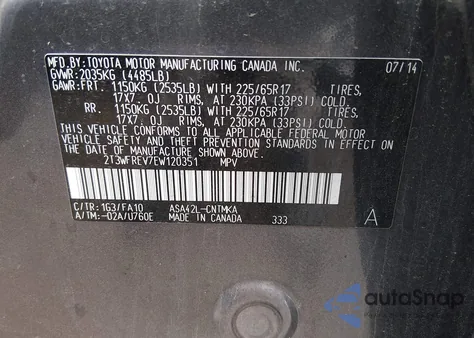 MFD.BY: TOYOTA MOTOR MANUFACTURING CANADA INC. 07/14
GVWR: 2035KG (4485LB)
GAWR: FRT. 1150KG (2535LB) WITH 225/65R17 TIRES,
17X7.0J RIMS, AT 230KPA (33PSI) COLD.
RR 1150KG (2535LB) WITH 225/65R17 TIRES,
17X7.0J RIMS, AT 230KPA (33PSI) COLD.
THIS VEHICLE CONFORMS TO ALL APPLICABLE FEDERAL MOTOR
VEHICLE SAFETY AND THEFT PREVENTION STANDARDS IN EFFECT
ON THE DATE OF MANUFACTURE SHOWN ABOVE.
2T3WFREV7EW120351 MPV
C/TR: 1G3/FA10 ASA42L-CNTMKA
A/TM: -02A/U760E CANADA 333 A
autoSnap